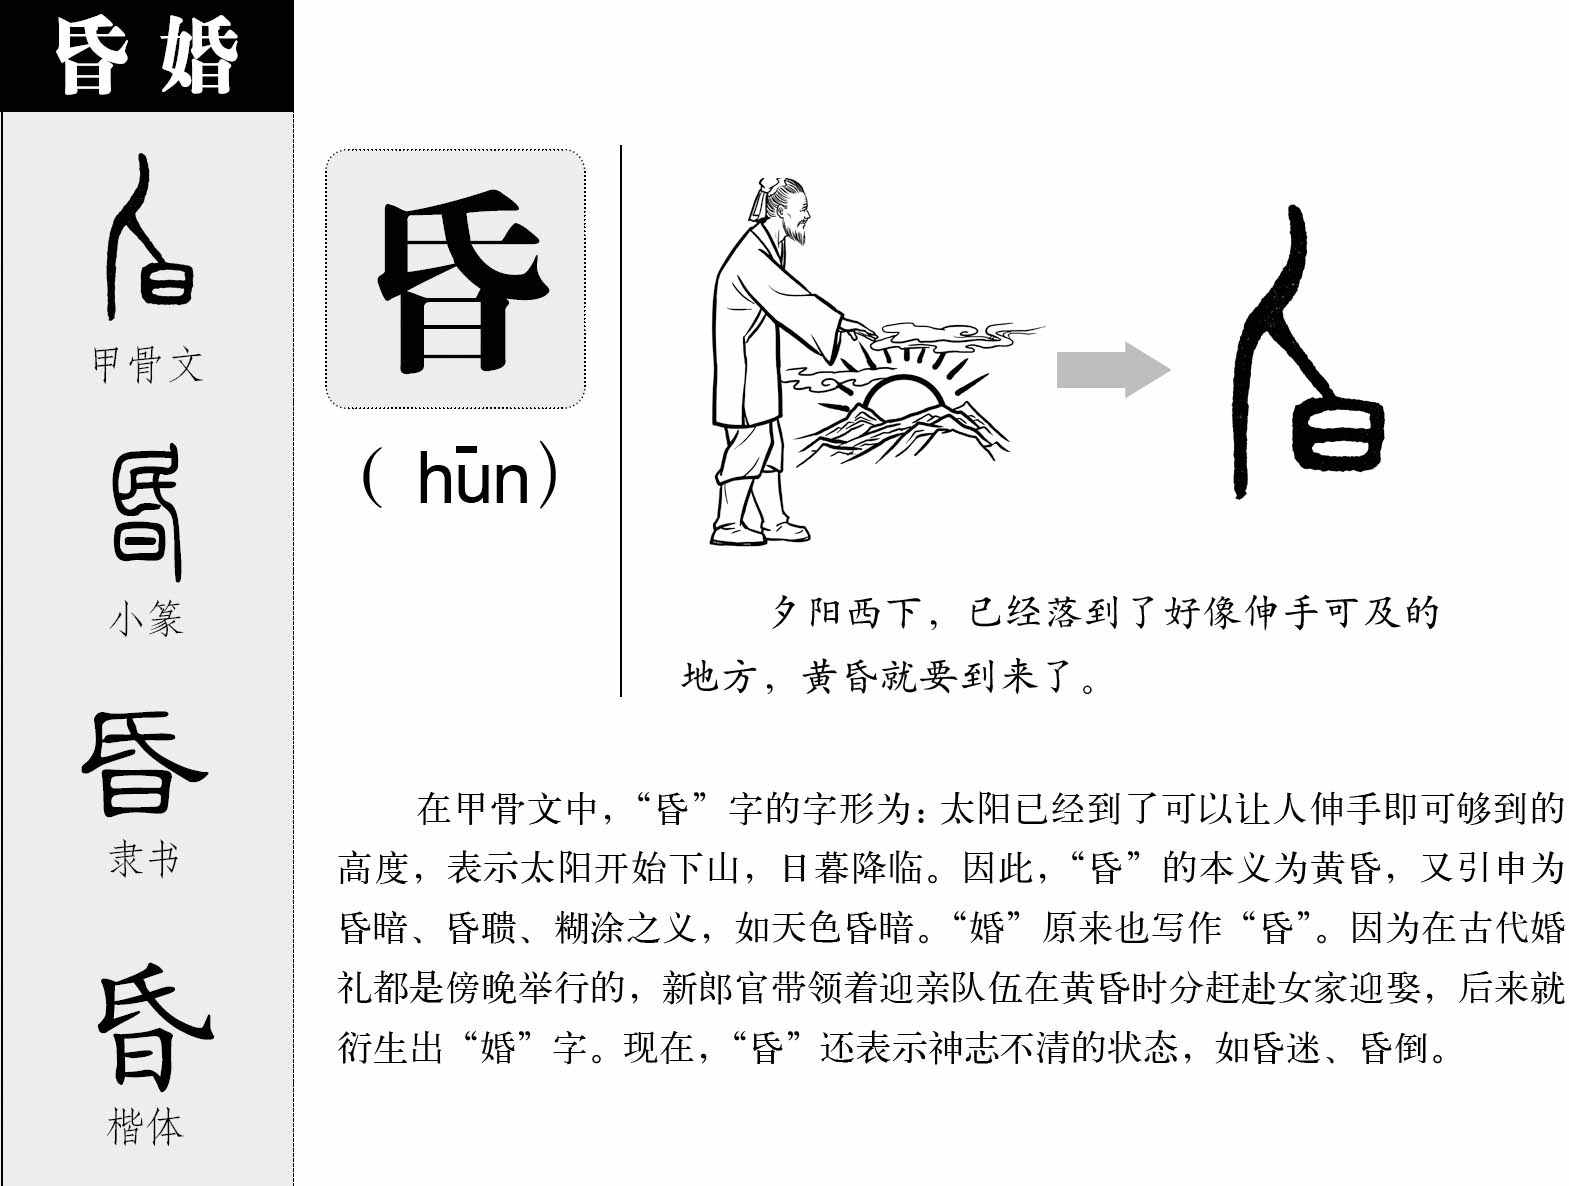 昏 婚
甲骨文
小篆
隶书
楷体
昏
（hūn）
夕阳西下，已经落到了好像伸手可及的
地方，黄昏就要到来了。
在甲骨文中，“昏”字的字形为：太阳已经到了可以让人伸手即可够到的
高度，表示太阳开始下山，日暮降临。因此，“昏”的本义为黄昏，又引申为
昏暗、昏聩、糊涂之义，如天色昏暗。“婚”原来也写作“昏”。因为在古代婚
礼都是傍晚举行的，新郎官带领着迎亲队伍在黄昏时分赶赴女家迎娶，后来就
衍生出“婚”字。现在，“昏”还表示神志不清的状态，如昏迷、昏倒。